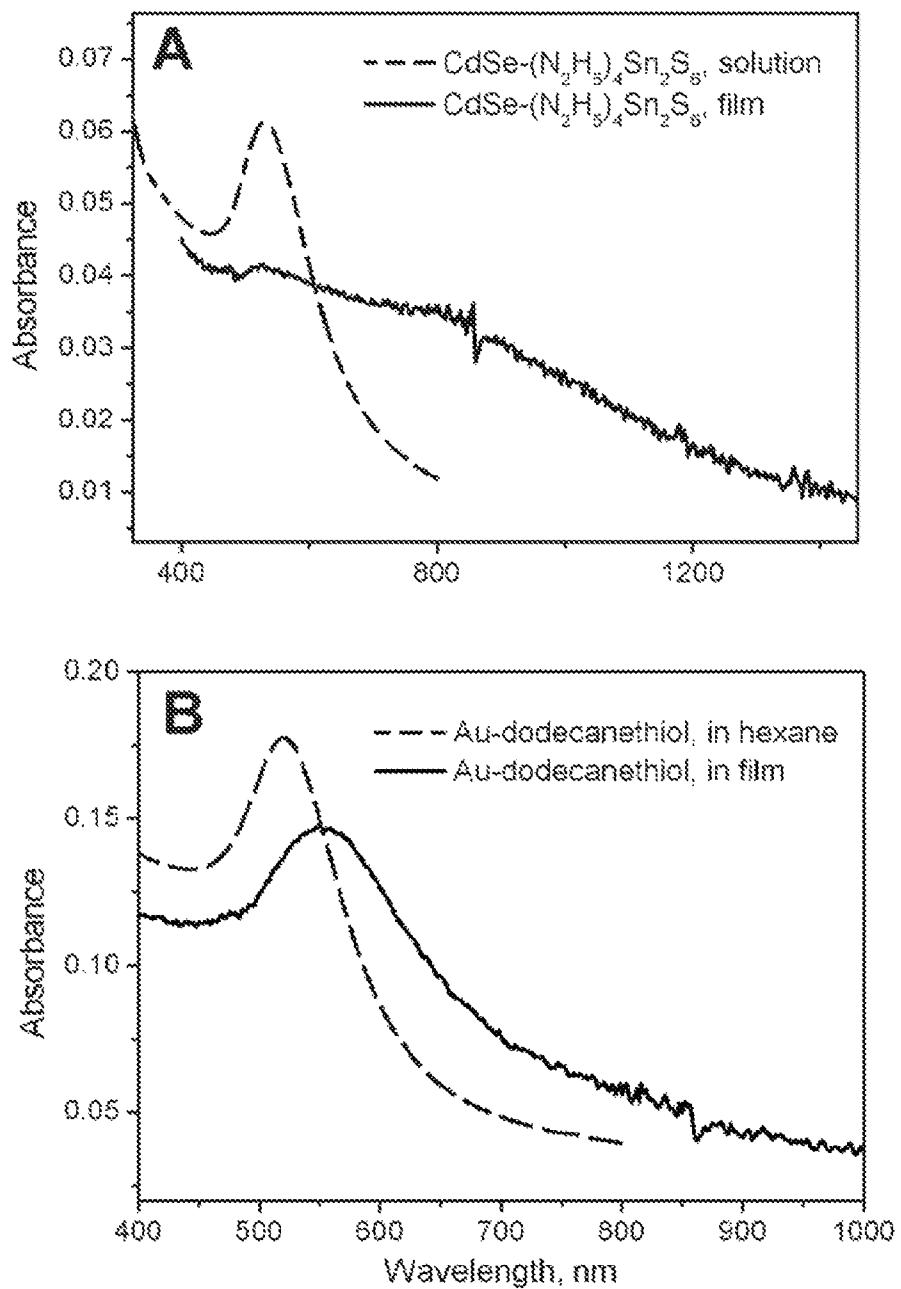 A
CdSe-(N₂H₅)₄Sn₂S₆, solution
CdSe-(N₂H₅)₄Sn₂S₆, film
0.07
0.06
0.05
0.04
0.03
0.02
0.01
Absorbance
400 800 1200
B
Au-dodecanethiol, in hexane
Au-dodecanethiol, in film
0.20
0.15
0.10
0.05
Absorbance
400 500 600 700 800 900 1000
Wavelength, nm